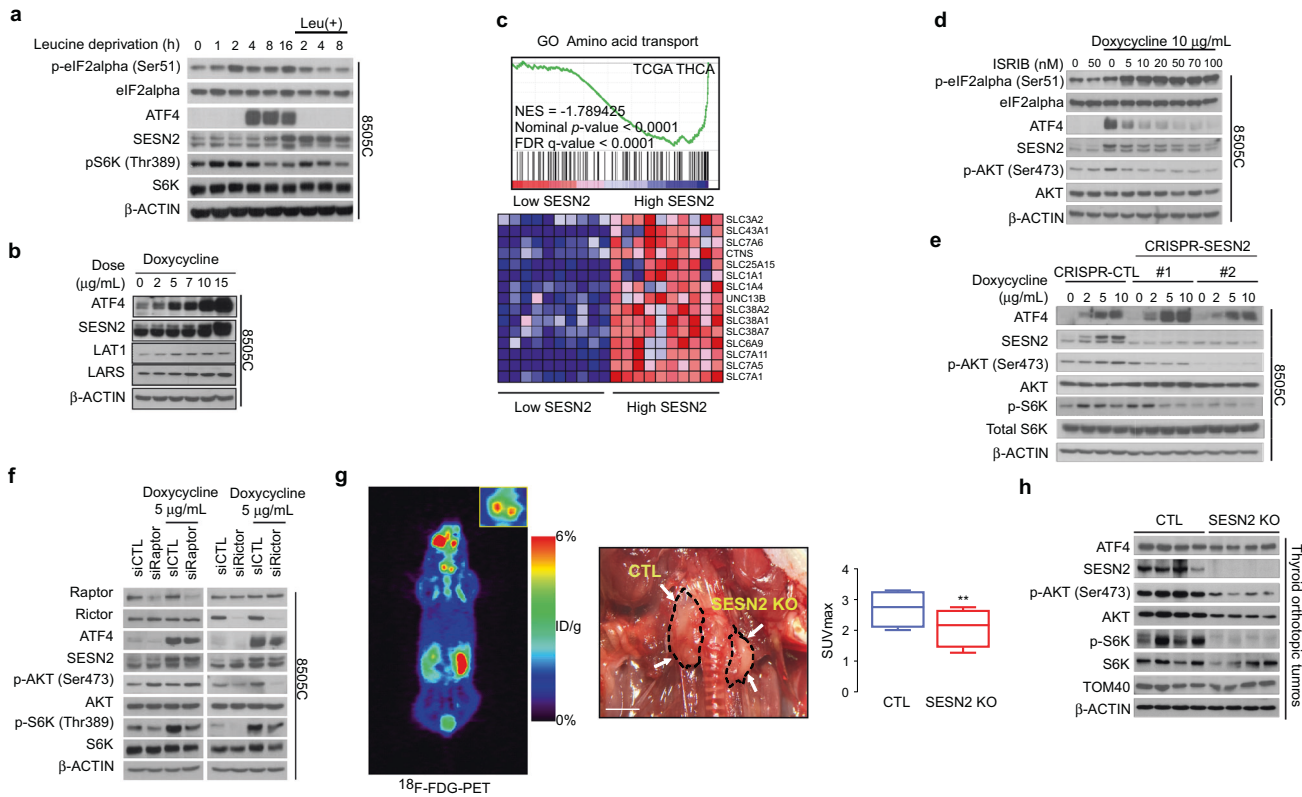 a
Leu(+)
Leucine deprivation (h) 0 1 2 4 8 16 2 4 8
p-eIF2alpha (Ser51)
eIF2alpha
ATF4
SESN2
pS6K (Thr389)
S6K
β-ACTIN
8505C
b
Dose (μg/mL)
Doxycycline
0 2 5 7 10 15
ATF4
SESN2
LAT1
LARS
β-ACTIN
8505C
c
GO Amino acid transport
TCGA THCA
NES = -1.789425
Nominal p-value < 0.0001
FDR q-value < 0.0001
Low SESN2 High SESN2
SLC3A2
SLC43A1
SLC7A6
CTNS
SLC25A15
SLC1A1
SLC1A4
UNC13B
SLC38A2
SLC38A1
SLC38A7
SLC6A9
SLC7A11
SLC7A5
SLC7A1
Low SESN2 High SESN2
d
Doxycycline 10 μg/mL
ISRIB (nM) 0 50 0 5 10 20 50 70 100
p-eIF2alpha (Ser51)
eIF2alpha
ATF4
SESN2
p-AKT (Ser473)
AKT
β-ACTIN
8505C
e
CRISPR-SESN2
Doxycycline CRISPR-CTL #1 #2
(μg/mL) 0 2 5 10 0 2 5 10 0 2 5 10
ATF4
SESN2
p-AKT (Ser473)
AKT
p-S6K
Total S6K
β-ACTIN
8505C
f
Doxycycline Doxycycline
5 μg/mL 5 μg/mL
siCTL siRaptor siCTL siRaptor siCTL siRictor siCTL siRictor
Raptor
Rictor
ATF4
SESN2
p-AKT (Ser473)
AKT
p-S6K (Thr389)
S6K
β-ACTIN
8505C
g
6%
ID/g
0%
18F-FDG-PET
CTL
SESN2 KO
SUVmax
4
3
2
1
0
**
CTL SESN2 KO
h
CTL SESN2 KO
ATF4
SESN2
p-AKT (Ser473)
AKT
p-S6K
S6K
TOM40
β-ACTIN
Thyroid orthotopic tumros